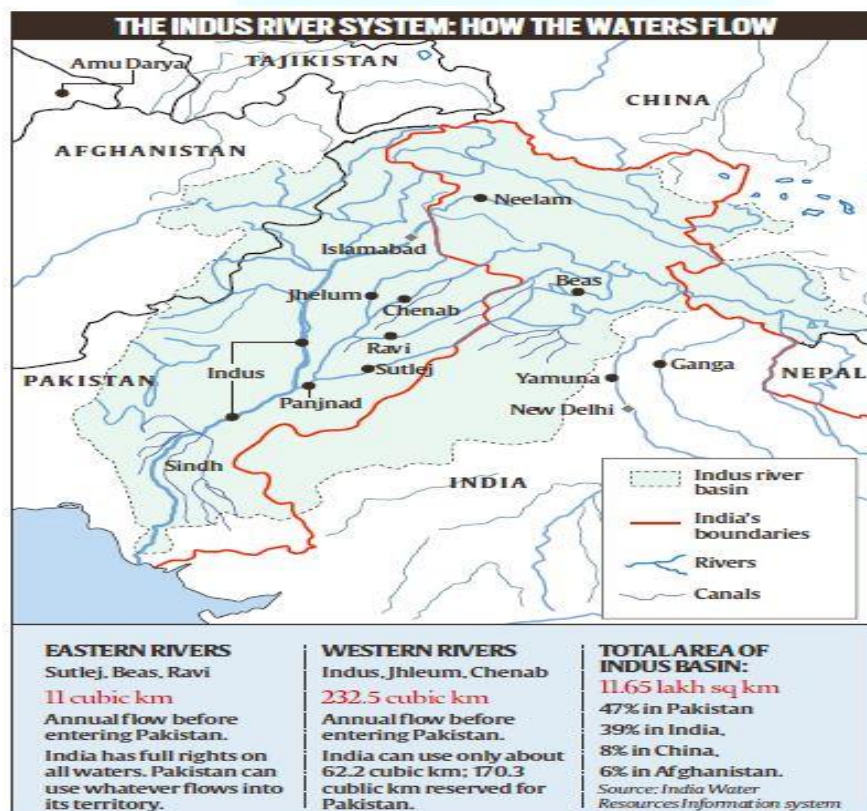 THE INDUS RIVER SYSTEM: HOW THE WATERS FLOW
Amu Darya
TAJIKISTAN
CHINA
AFGHANISTAN
Neelam
Islamabad
Beas
Jhelum
Chenab
Ravi
Indus
Sutlej
PAKISTAN
Panjnad
Yamuna
Ganga
NEPAL
New Delhi
Sindh
INDIA
Indus river
basin
India's
boundaries
Rivers
Canals
EASTERN RIVERS
Sutlej, Beas, Ravi
11 cubic km
Annual flow before
entering Pakistan.
India has full rights on
all waters. Pakistan can
use whatever flows into
its territory.
WESTERN RIVERS
Indus, Jhleum, Chenab
232.5 cubic km
Annual flow before
entering Pakistan.
India can use only about
62.2 cubic km; 170.3
cublic km reserved for
Pakistan.
TOTAL AREA OF
INDUS BASIN:
11.65 lakh sq km
47% in Pakistan
39% in India,
8% in China,
6% in Afghanistan.
Source: India Water
Resources Information system